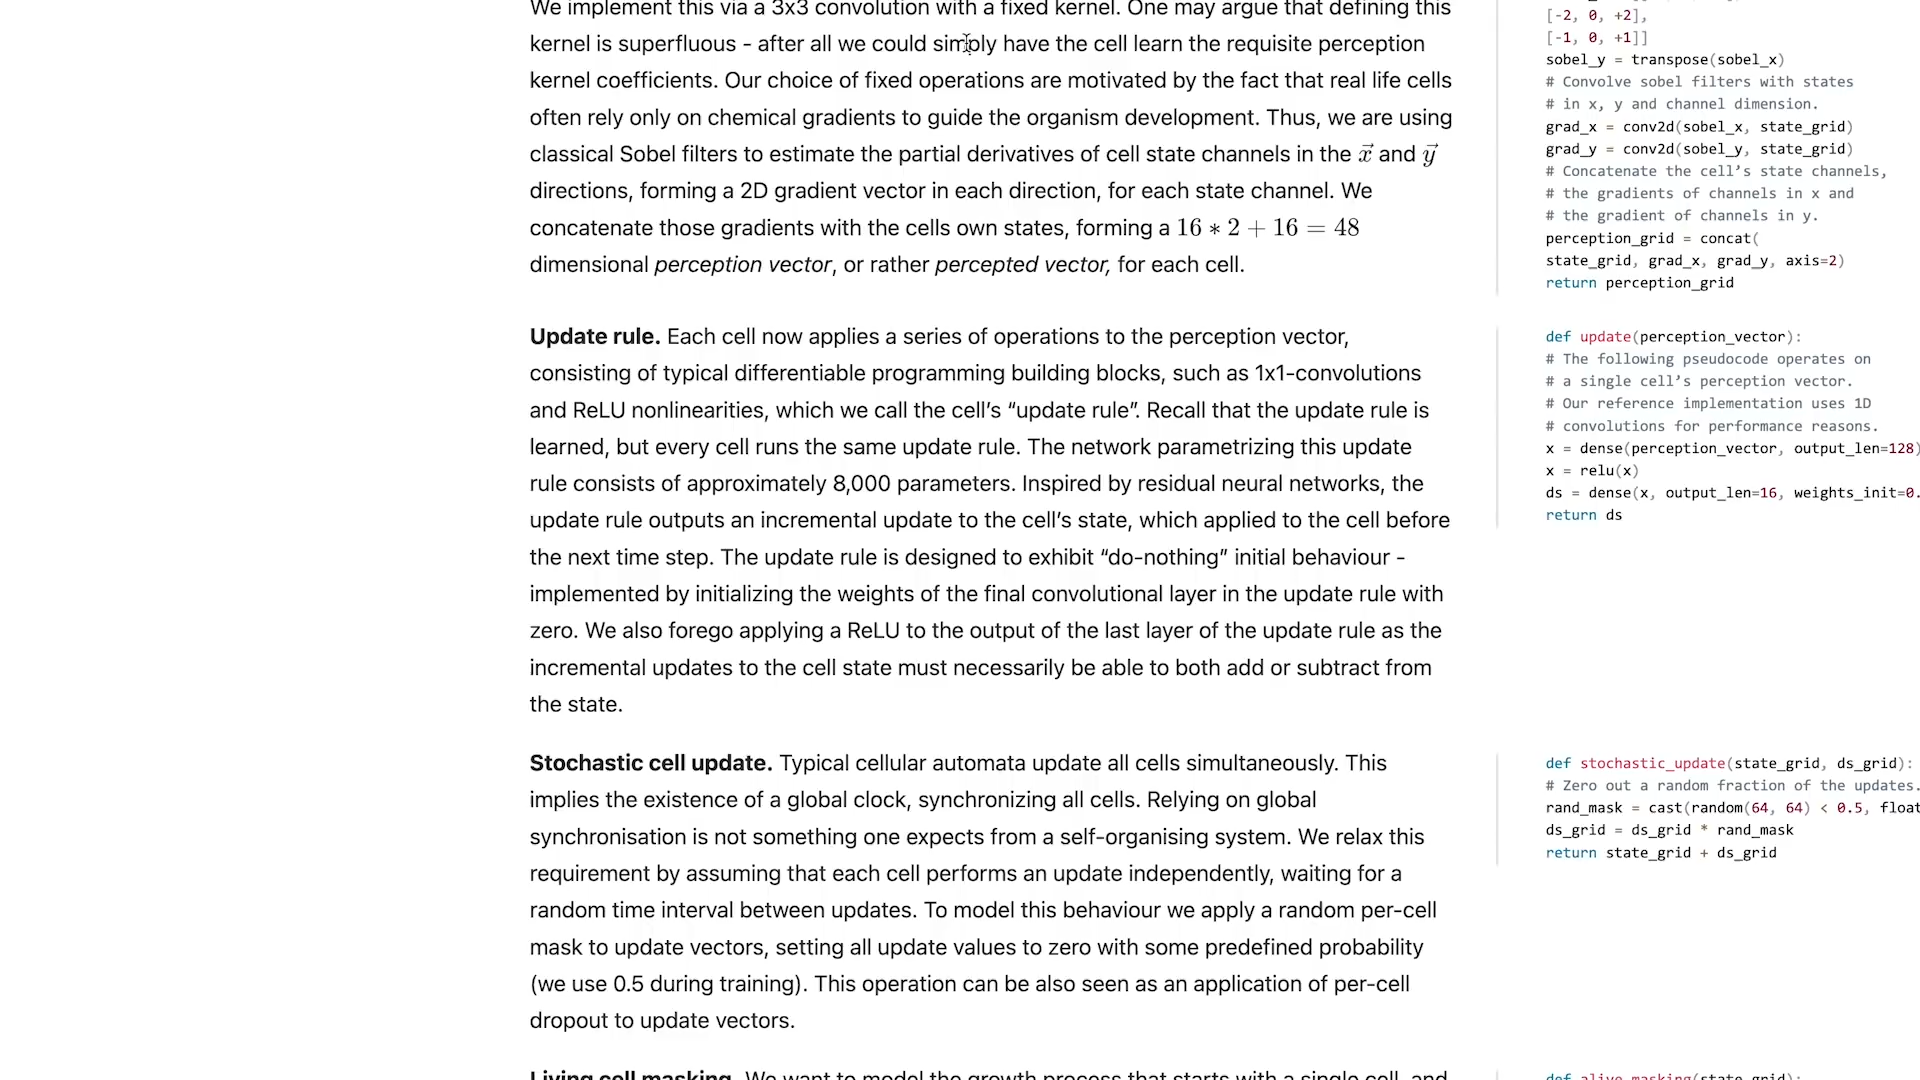 We implement this via a 3x3 convolution with a fixed kernel. One may argue that defining this
kernel is superfluous - after all we could simply have the cell learn the requisite perception
kernel coefficients. Our choice of fixed operations are motivated by the fact that real life cells
often rely only on chemical gradients to guide the organism development. Thus, we are using
classical Sobel filters to estimate the partial derivatives of cell state channels in the x⃗ and y⃗
directions, forming a 2D gradient vector in each direction, for each state channel. We
concatenate those gradients with the cells own states, forming a 16 ∗ 2 + 16 = 48
dimensional perception vector, or rather percepted vector, for each cell.
Update rule. Each cell now applies a series of operations to the perception vector,
consisting of typical differentiable programming building blocks, such as 1x1-convolutions
and ReLU nonlinearities, which we call the cell’s “update rule”. Recall that the update rule is
learned, but every cell runs the same update rule. The network parametrizing this update
rule consists of approximately 8,000 parameters. Inspired by residual neural networks, the
update rule outputs an incremental update to the cell’s state, which applied to the cell before
the next time step. The update rule is designed to exhibit “do-nothing” initial behaviour -
implemented by initializing the weights of the final convolutional layer in the update rule with
zero. We also forego applying a ReLU to the output of the last layer of the update rule as the
incremental updates to the cell state must necessarily be able to both add or subtract from
the state.
Stochastic cell update. Typical cellular automata update all cells simultaneously. This
implies the existence of a global clock, synchronizing all cells. Relying on global
synchronisation is not something one expects from a self-organising system. We relax this
requirement by assuming that each cell performs an update independently, waiting for a
random time interval between updates. To model this behaviour we apply a random per-cell
mask to update vectors, setting all update values to zero with some predefined probability
(we use 0.5 during training). This operation can be also seen as an application of per-cell
dropout to update vectors.
Living cell masking. We want to model the growth process that starts with a single cell, and
[-2, 0, +2],
[-1, 0, +1]]
sobel_y = transpose(sobel_x)
# Convolve sobel filters with states
# in x, y and channel dimension.
grad_x = conv2d(sobel_x, state_grid)
grad_y = conv2d(sobel_y, state_grid)
# Concatenate the cell’s state channels,
# the gradients of channels in x and
# the gradient of channels in y.
perception_grid = concat(
state_grid, grad_x, grad_y, axis=2)
return perception_grid
def update(perception_vector):
# The following pseudocode operates on
# a single cell’s perception vector.
# Our reference implementation uses 1D
# convolutions for performance reasons.
x = dense(perception_vector, output_len=128)
x = relu(x)
ds = dense(x, output_len=16, weights_init=0.
return ds
def stochastic_update(state_grid, ds_grid):
# Zero out a random fraction of the updates.
rand_mask = cast(random(64, 64) < 0.5, float
ds_grid = ds_grid * rand_mask
return state_grid + ds_grid
def alive_masking(state_grid):